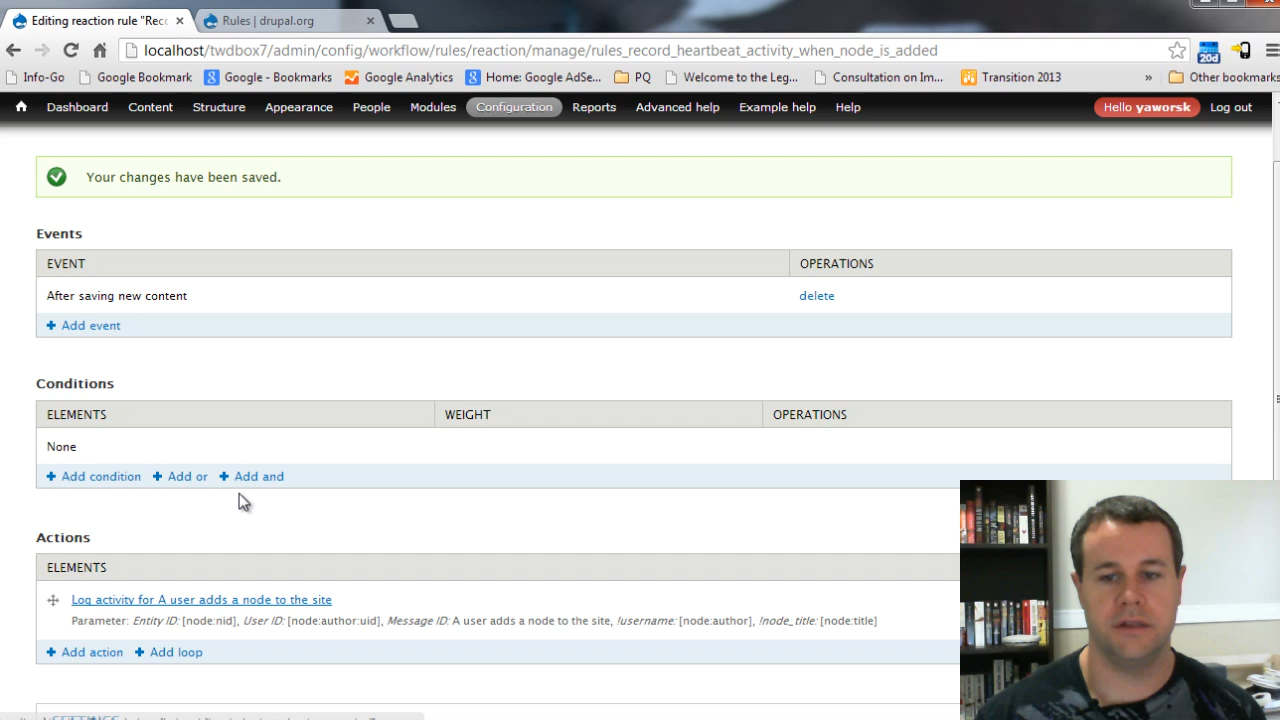 Editing reaction rule "Reco
Rules | drupal.org
localhost/twdbox7/admin/config/workflow/rules/reaction/manage/rules_record_heartbeat_activity_when_node_is_added
20d
Info-Go Google Bookmark Google - Bookmarks Google Analytics Home: Google AdSe... PQ Welcome to the Leg... Consultation on Im... Transition 2013 » Other bookmarks
Dashboard Content Structure Appearance People Modules Configuration Reports Advanced help Example help Help Hello yaworsk Log out
Your changes have been saved.
Events
EVENT OPERATIONS
After saving new content delete
Add event
Conditions
ELEMENTS WEIGHT OPERATIONS
None
Add condition Add or Add and
Actions
ELEMENTS
Log activity for A user adds a node to the site
Parameter: Entity ID: [node:nid], User ID: [node:author:uid], Message ID: A user adds a node to the site, !username: [node:author], !node_title: [node:title]
Add action Add loop
SETTINGS